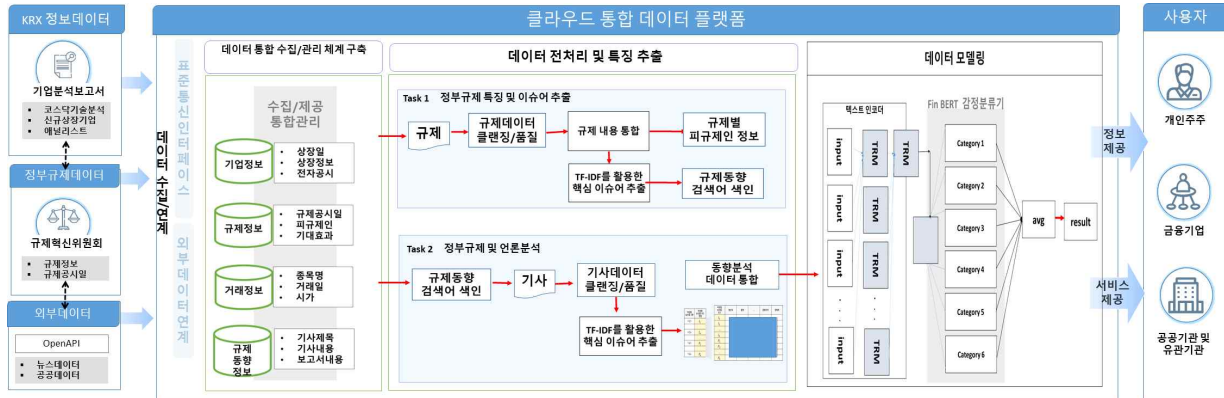 KRX 정보데이터
기업분석보고서
▪ 코스닥기술분석
▪ 신규상장기업
▪ 애널리스트
정부규제데이터
규제혁신위원회
▪ 규제정보
▪ 규제공시일
외부데이터
OpenAPI
▪ 뉴스데이터
▪ 공공데이터
데이터 수집/연계
클라우드 통합 데이터 플랫폼
표준통신인터페이스
외부데이터연계
데이터 통합 수집/관리 체계 구축
수집/제공
통합관리
기업정보
• 상장일
• 상장정보
• 전자공시
규제정보
• 규제공시일
• 피규제인
• 기대효과
거래정보
• 종목명
• 거래일
• 시가
규제
동향
정보
• 기사제목
• 기사내용
• 보고서내용
데이터 전처리 및 특징 추출
Task 1 정부규제 특징 및 이슈어 추출
규제
규제데이터
클랜징/품질
규제 내용 통합
규제별
피규제인 정보
TF-IDF를 활용한
핵심 이슈어 추출
규제동향
검색어 색인
Task 2 정부규제 및 언론분석
규제동향
검색어 색인
기사
기사데이터
클랜징/품질
동향분석
데이터 통합
TF-IDF를 활용한
핵심 이슈어 추출
데이터 모델링
텍스트 인코더
Fin BERT 감정분류기
input
TRM
TRM
input
TRM
input
TRM
input
TRM
input
TRM
Category 1
Category 2
Category 3
Category 4
Category 5
Category 6
avg
result
정보
제공
서비스
제공
사용자
개인주주
금융기업
공공기관 및
유관기관